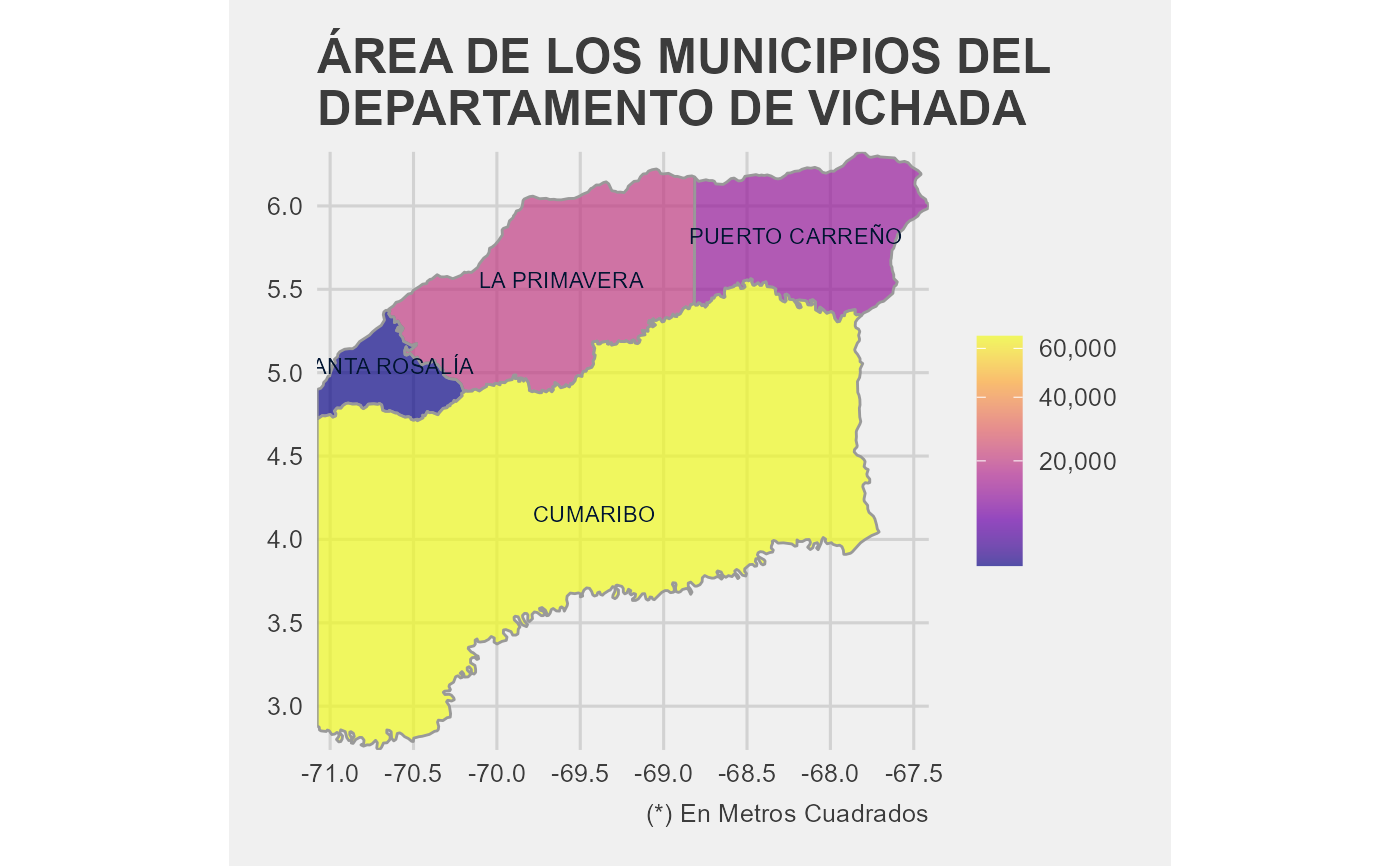 ÁREA DE LOS MUNICIPIOS DEL
DEPARTAMENTO DE VICHADA
6.0
5.5
5.0
4.5
4.0
3.5
3.0
PUERTO CARREÑO
LA PRIMAVERA
ANTA ROSALÍA
CUMARIBO
60,000
40,000
20,000
-71.0 -70.5 -70.0 -69.5 -69.0 -68.5 -68.0 -67.5
(*) En Metros Cuadrados